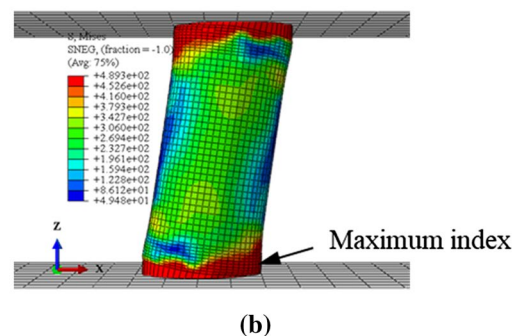 S, Mises
SNEG, (fraction = -1.0)
(Avg: 75%)
+4.893e+02
+4.526e+02
+4.160e+02
+3.793e+02
+3.427e+02
+3.060e+02
+2.694e+02
+2.327e+02
+1.961e+02
+1.594e+02
+1.228e+02
+8.612e+01
+4.948e+01
Z
X
Maximum index
(b)